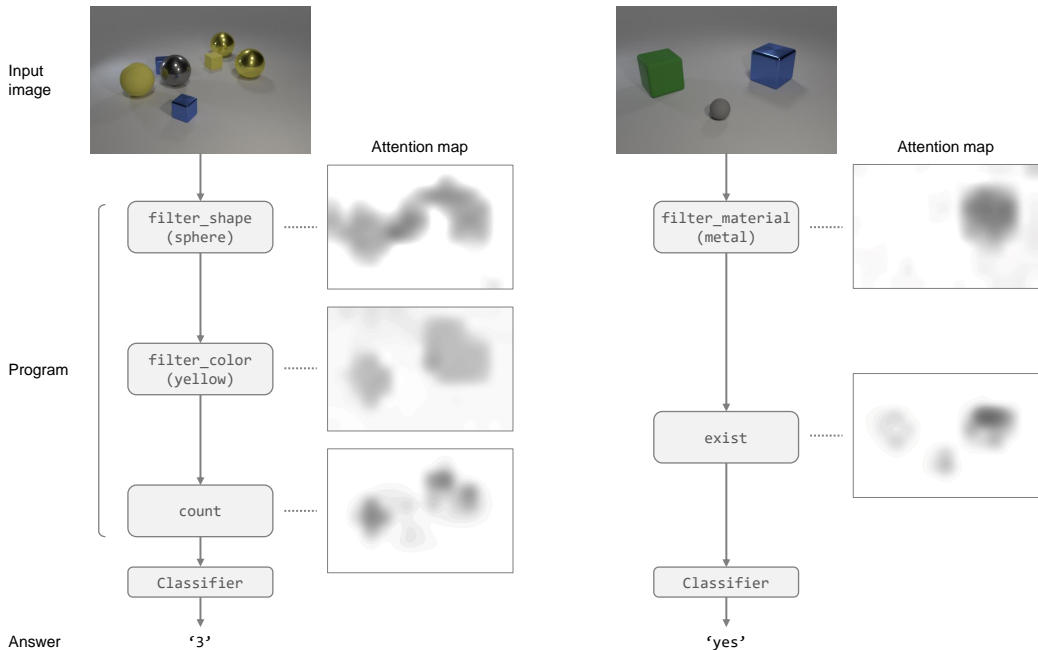 Input
image
Attention map
filter_shape
(sphere)
filter_color
(yellow)
Program
count
Classifier
Answer
‘3’
Attention map
filter_material
(metal)
exist
Classifier
‘yes’